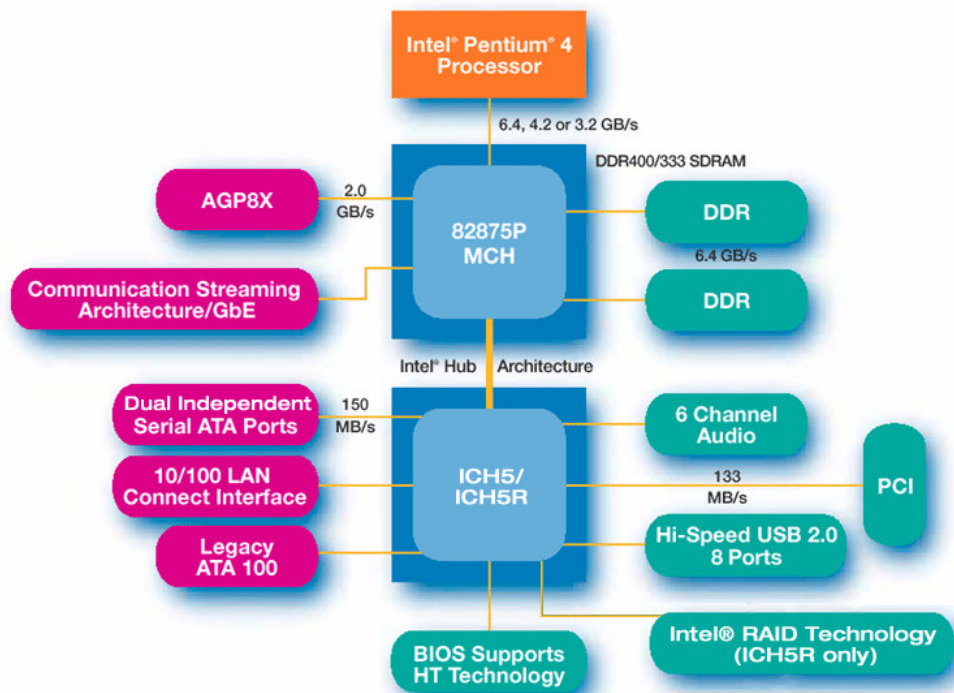 Intel® Pentium® 4
Processor
6.4, 4.2 or 3.2 GB/s
DDR400/333 SDRAM
AGP8X
2.0
GB/s
82875P
MCH
DDR
6.4 GB/s
DDR
Communication Streaming
Architecture/GbE
Intel® Hub Architecture
Dual Independent
Serial ATA Ports
150
MB/s
6 Channel
Audio
10/100 LAN
Connect Interface
ICH5/
ICH5R
133
MB/s
PCI
Legacy
ATA 100
Hi-Speed USB 2.0
8 Ports
BIOS Supports
HT Technology
Intel® RAID Technology
(ICH5R only)